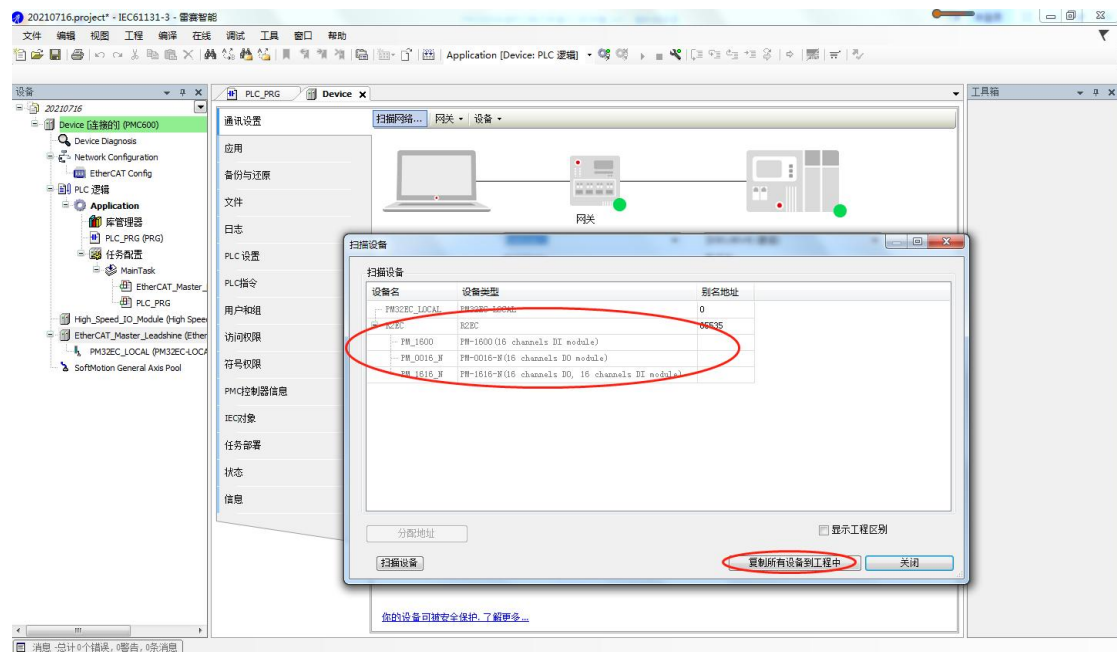 20210716.project* - IEC61131-3 - 雷赛智能
文件 编辑 视图 工程 编译 在线 调试 工具 窗口 帮助
Application [Device: PLC 逻辑]
设备
PLC_PRG
Device
工具箱
20210716
Device [连接的] (PMC600)
Device Diagnosis
Network Configuration
EtherCAT Config
PLC 逻辑
Application
库管理器
PLC_PRG (PRG)
任务配置
MainTask
EtherCAT_Master_
PLC_PRG
High_Speed_IO_Module (High Spee
EtherCAT_Master_Leadshine (Ether
PM32EC_LOCAL (PM32EC-LOCA
SoftMotion General Axis Pool
通讯设置
应用
备份与还原
文件
日志
PLC 设置
PLC指令
用户和组
访问权限
符号权限
PMC控制器信息
IEC对象
任务部署
状态
信息
扫描网络... 网关 设备
网关
扫描设备
扫描设备
设备名 设备类型 别名地址
PM32EC_LOCAL PM32EC-LOCAL 0
R2EC R2EC 65535
PM_1600 PM-1600(16 channels DI module)
PM_0016_N PM-0016-N(16 channels DO module)
PM_1616_N PM-1616-N(16 channels DO, 16 channels DI module)
分配地址
显示工程区别
扫描设备 复制所有设备到工程中 关闭
你的设备可被安全保护. 了解更多...
消息 -总计0个错误, 0警告, 0条消息